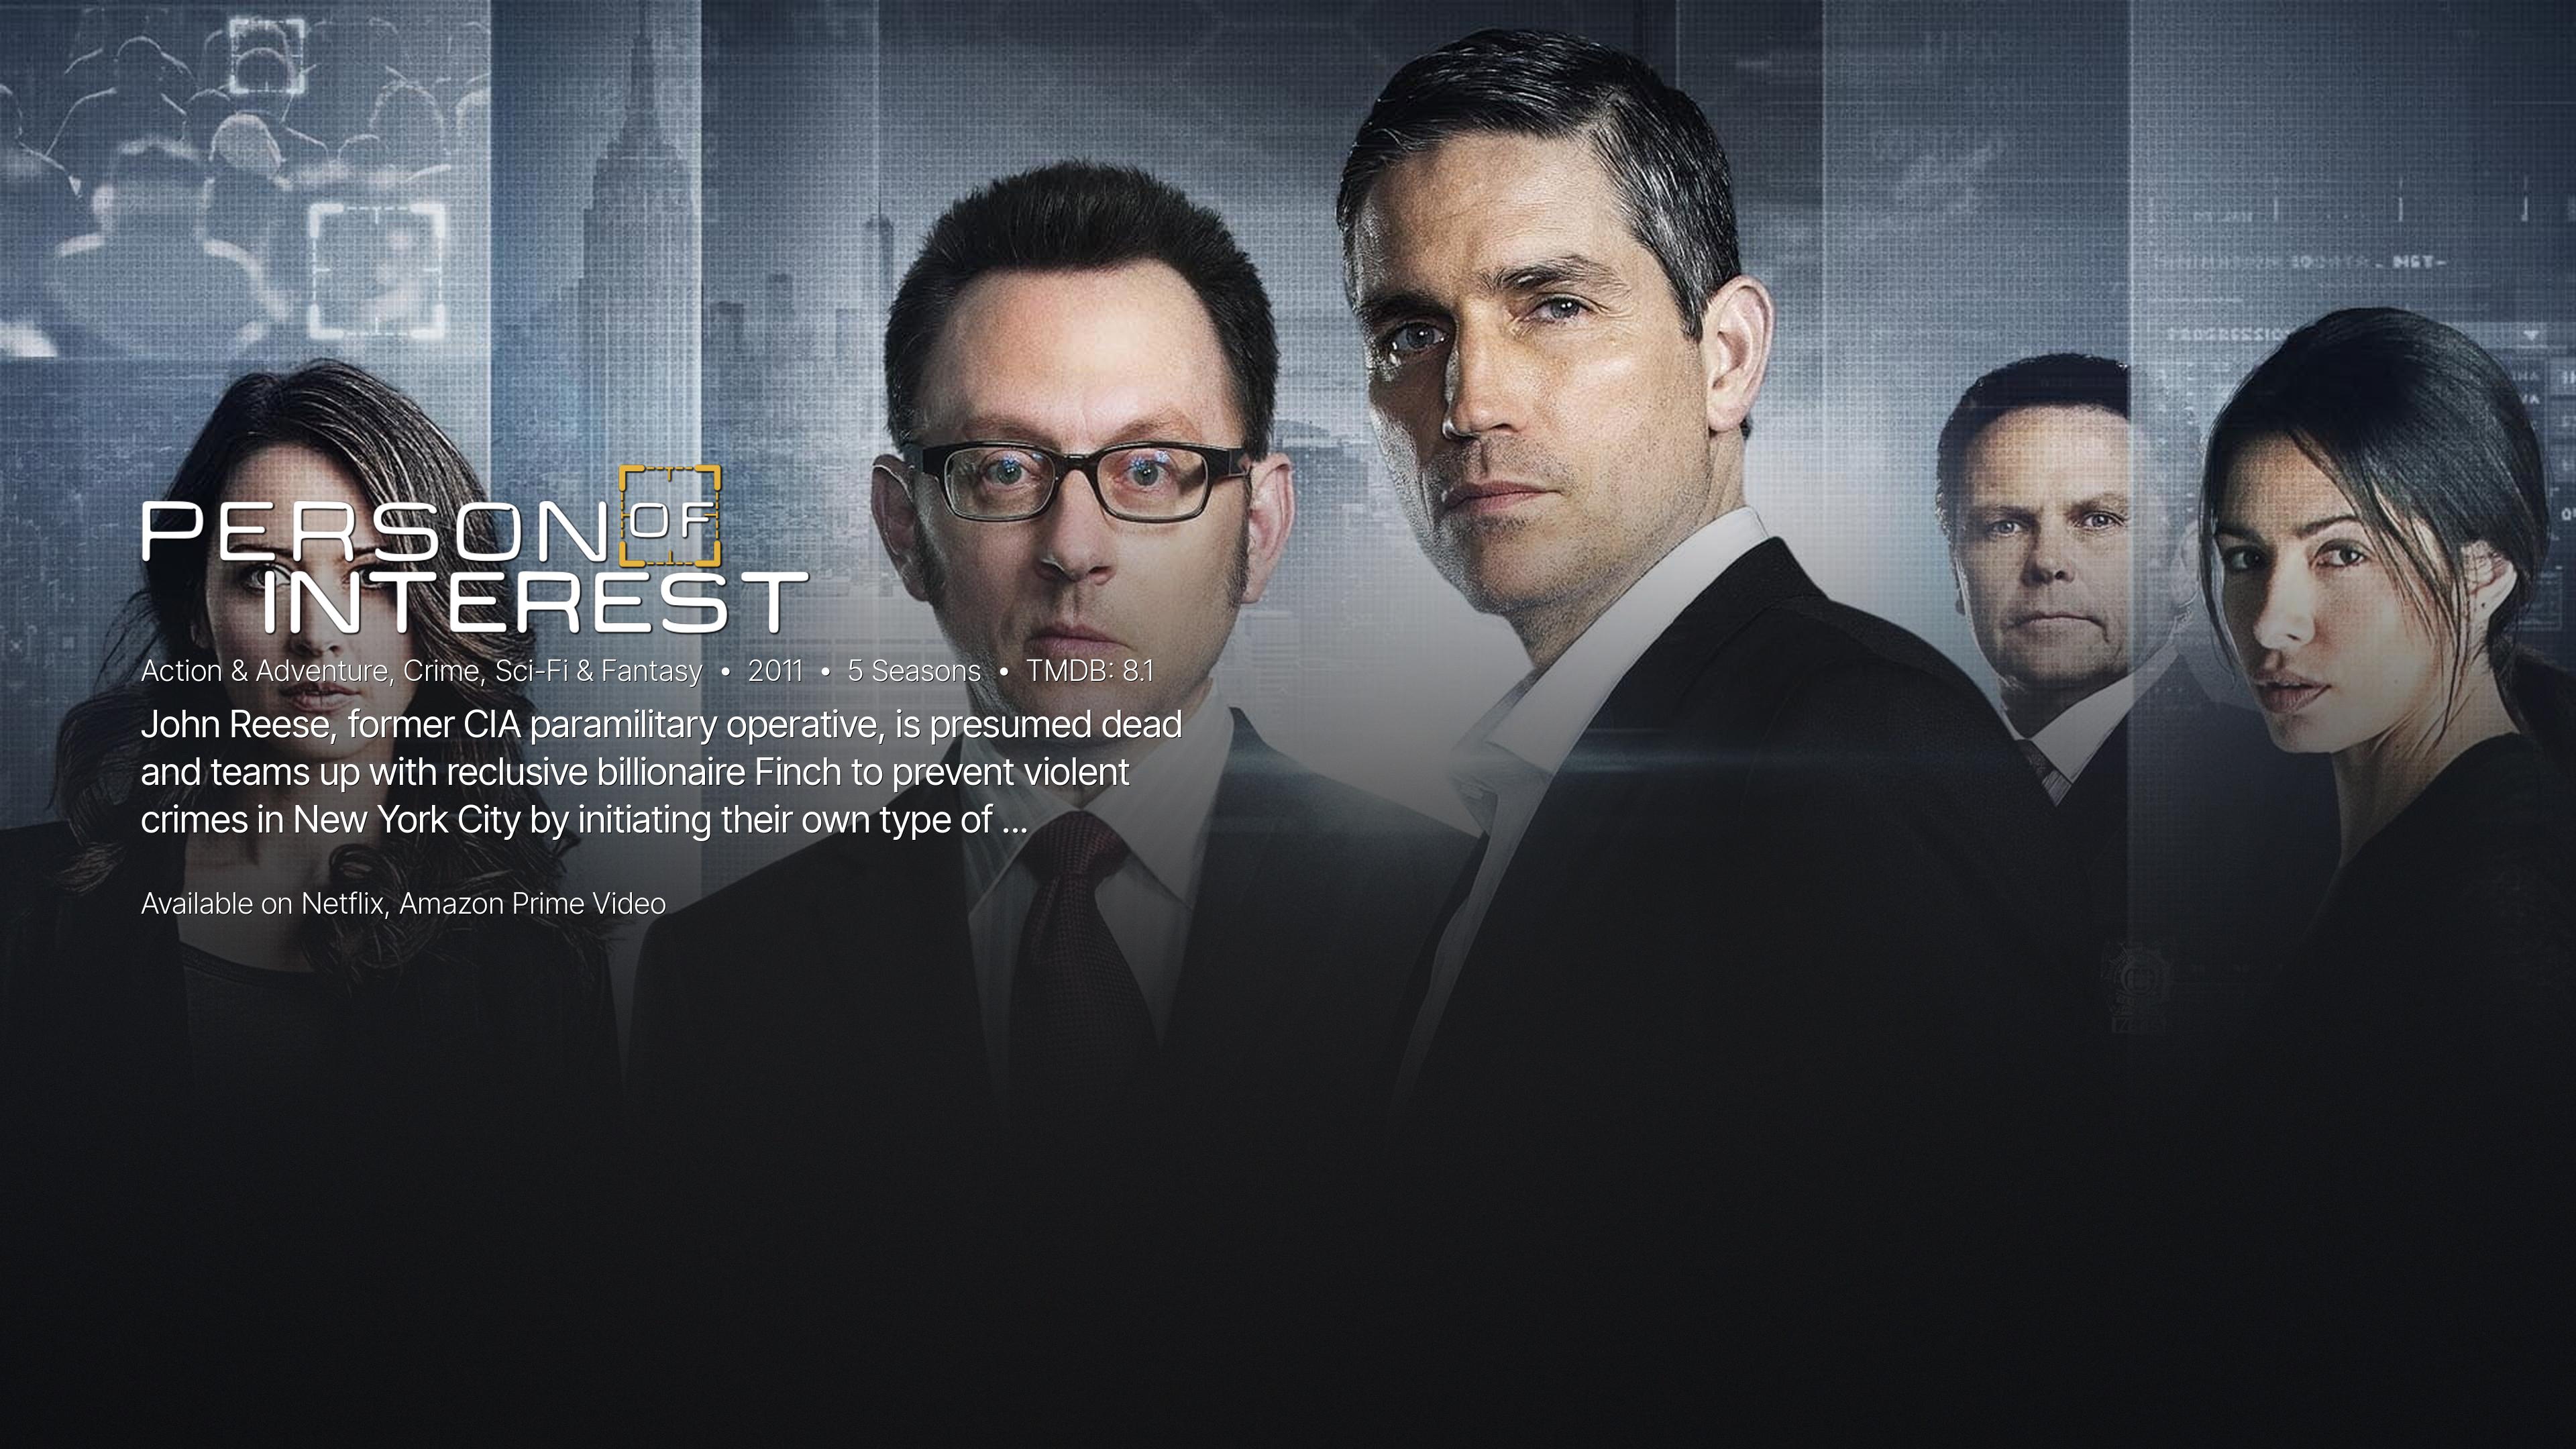 PERSON OF
INTEREST
Action & Adventure, Crime, Sci-Fi & Fantasy • 2011 • 5 Seasons • TMDB: 8.1
John Reese, former CIA paramilitary operative, is presumed dead
and teams up with reclusive billionaire Finch to prevent violent
crimes in New York City by initiating their own type of ...
Available on Netflix, Amazon Prime Video